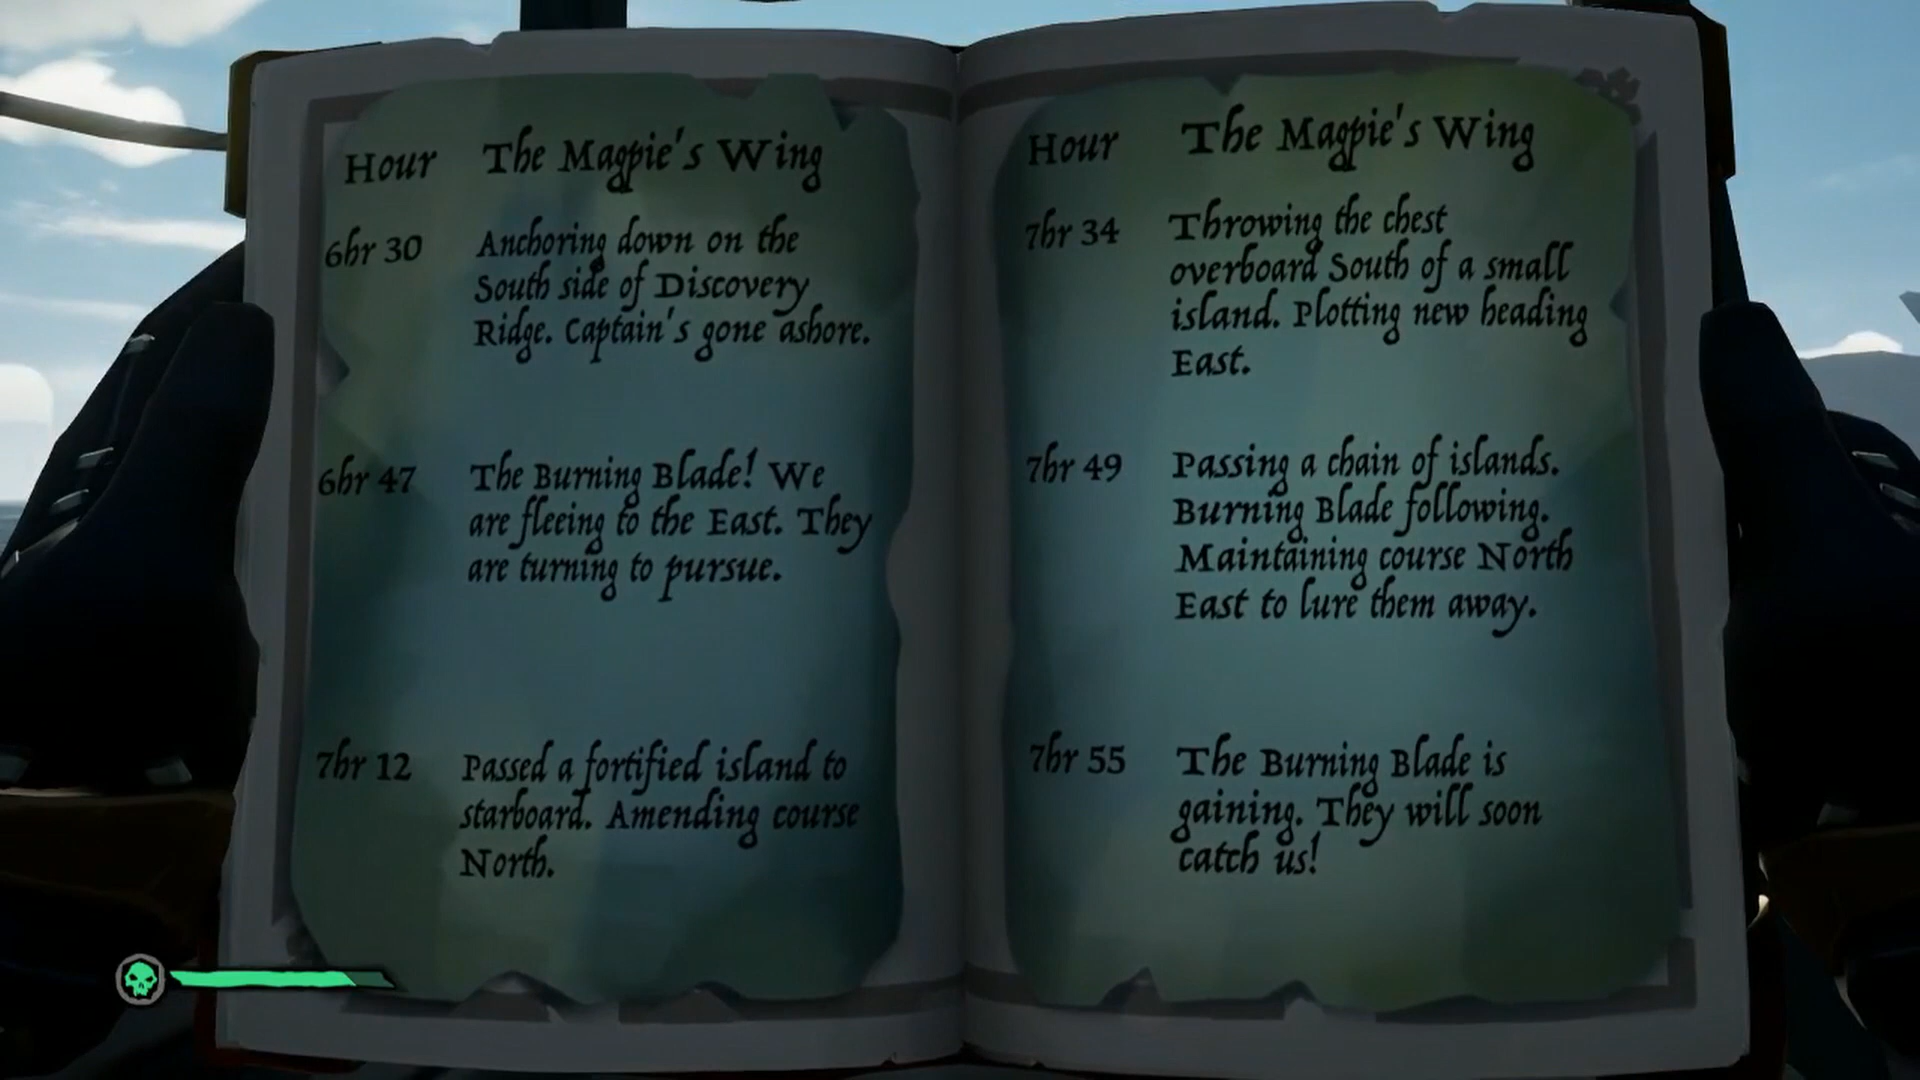 Hour The Magpie's Wing
6hr 30 Anchoring down on the
South side of Discovery
Ridge. Captain's gone ashore.
6hr 47 The Burning Blade! We
are fleeing to the East. They
are turning to pursue.
7hr 12 Passed a fortified island to
starboard. Amending course
North.
Hour The Magpie's Wing
7hr 34 Throwing the chest
overboard South of a small
island. Plotting new heading
East.
7hr 49 Passing a chain of islands.
Burning Blade following.
Maintaining course North
East to lure them away.
7hr 55 The Burning Blade is
gaining. They will soon
catch us!